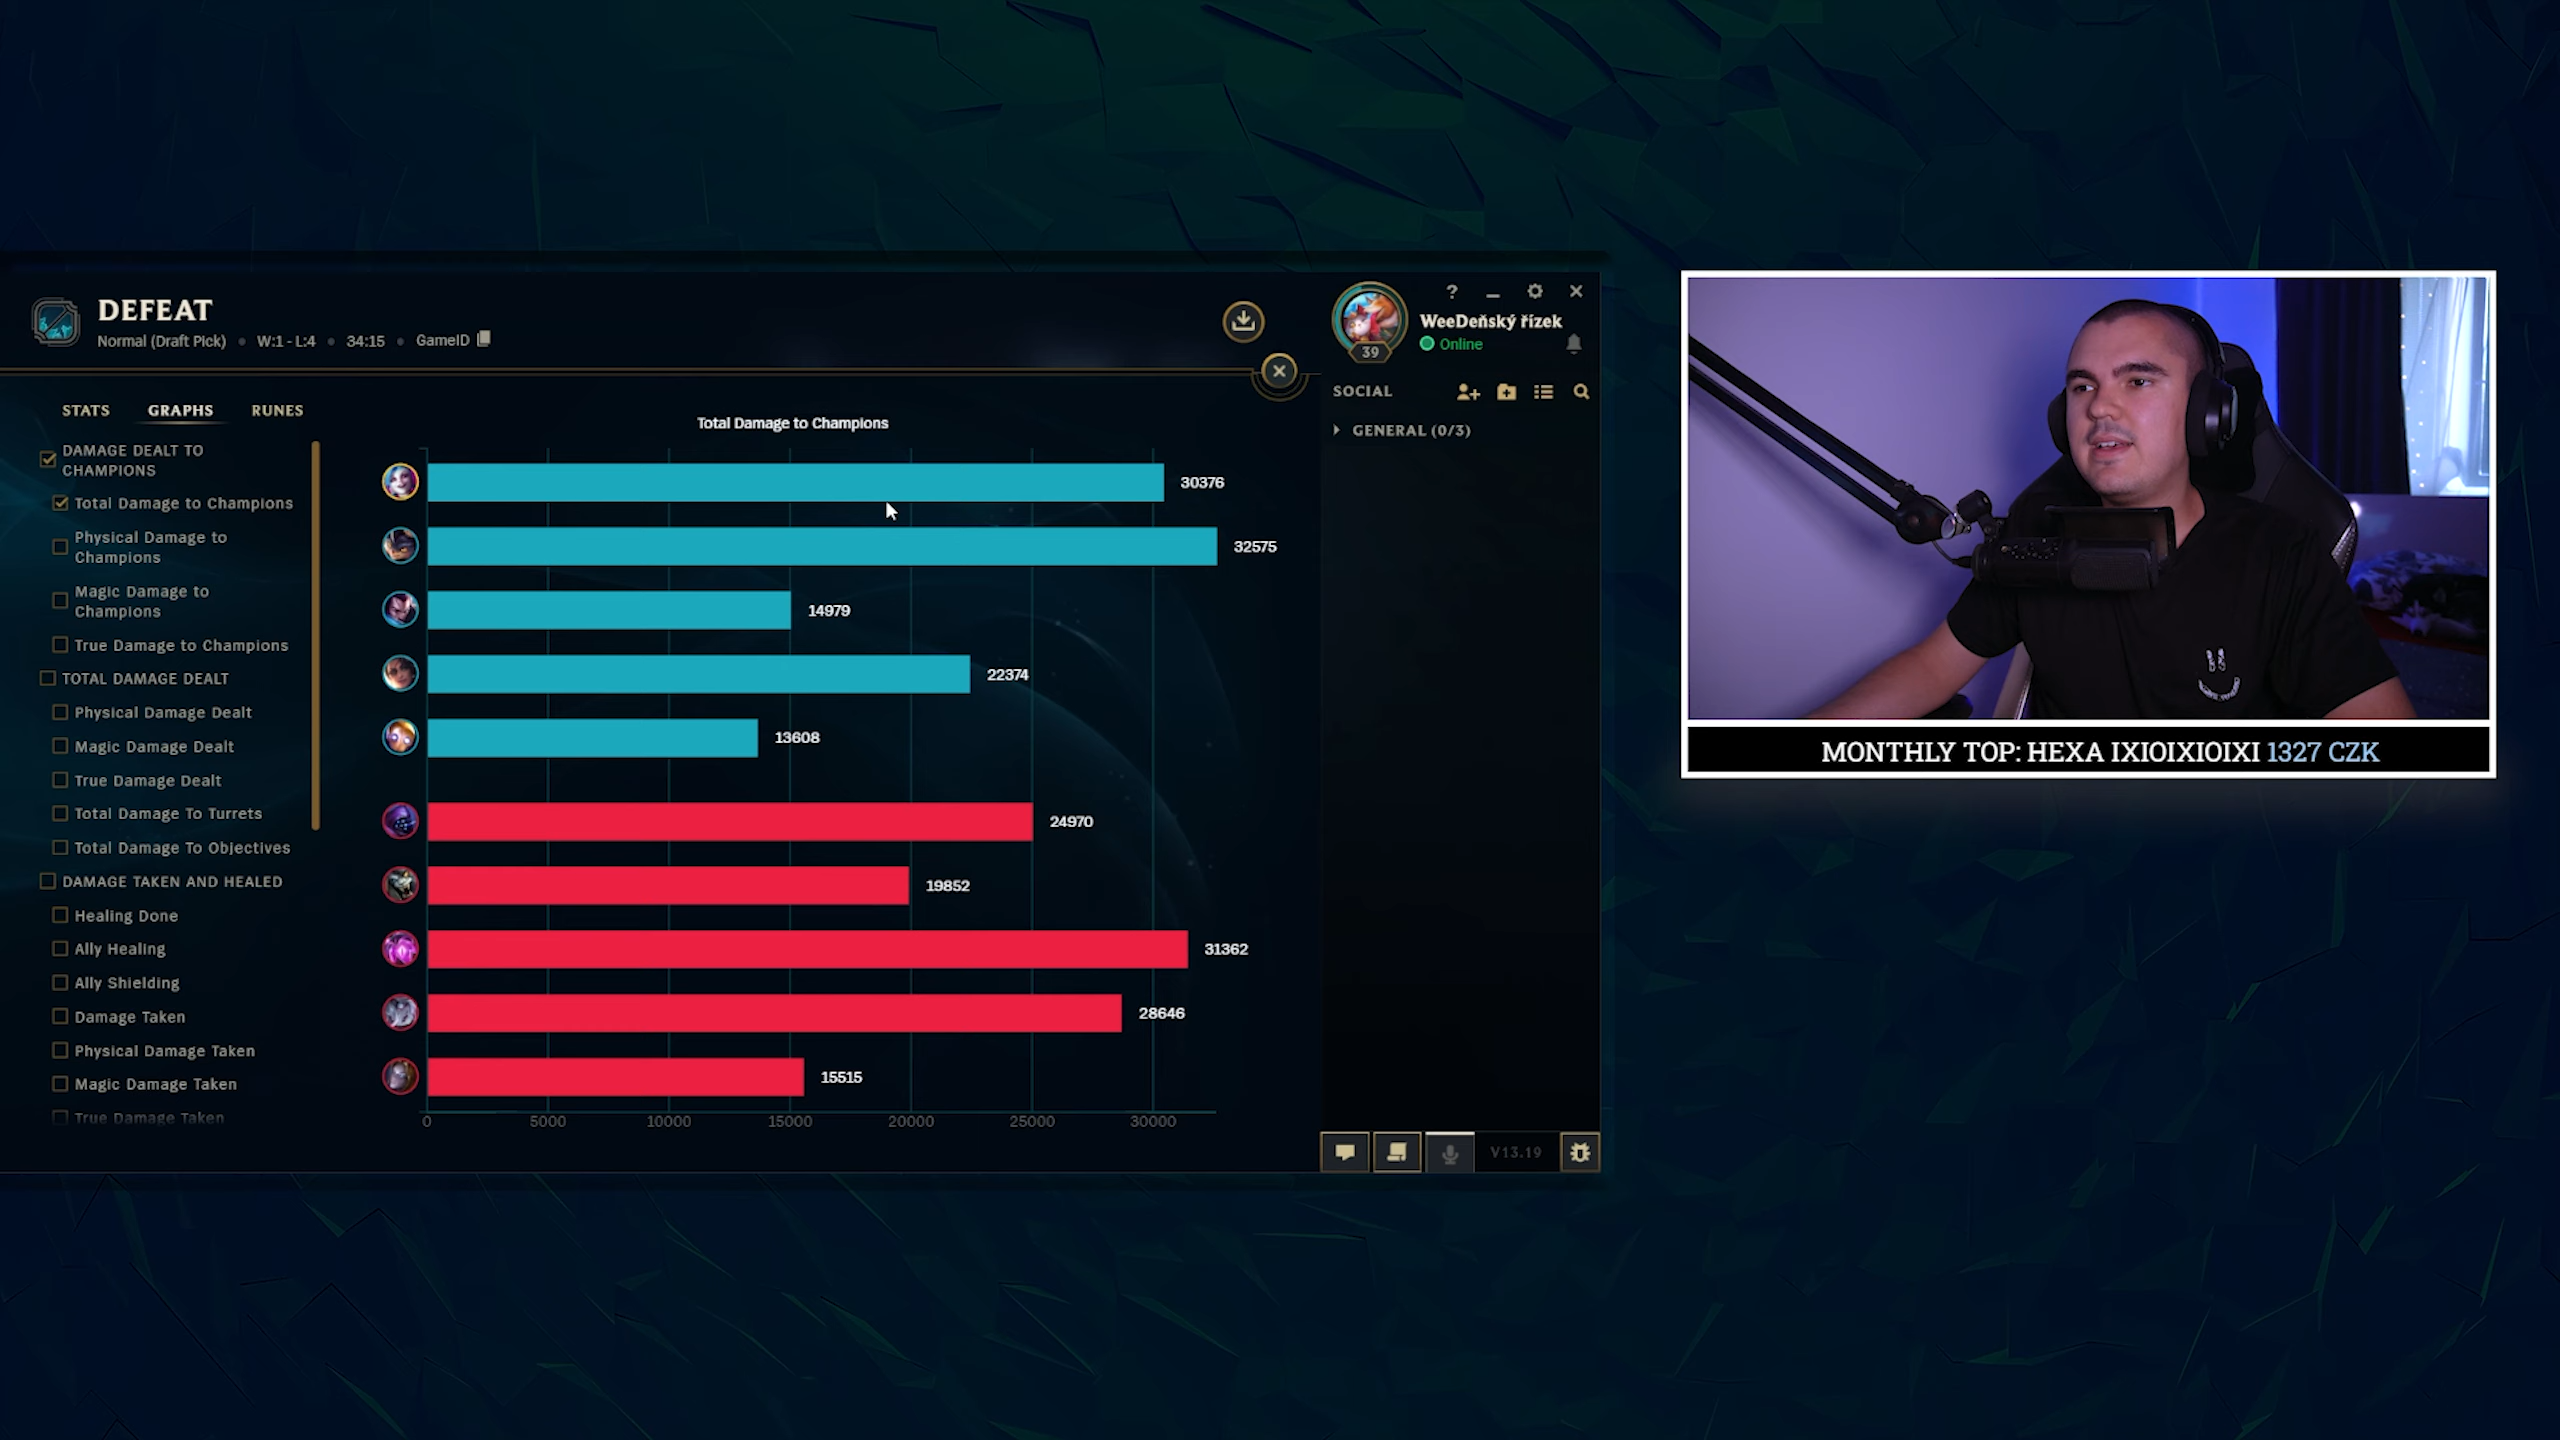 DEFEAT
Normal (Draft Pick) • W:1 - L:4 • 34:15 • GameID
WeeDeňský řízek
39
Online
SOCIAL
GENERAL (0/3)
STATS GRAPHS RUNES
DAMAGE DEALT TO
CHAMPIONS
Total Damage to Champions
Physical Damage to
Champions
Magic Damage to
Champions
True Damage to Champions
TOTAL DAMAGE DEALT
Physical Damage Dealt
Magic Damage Dealt
True Damage Dealt
Total Damage To Turrets
Total Damage To Objectives
DAMAGE TAKEN AND HEALED
Healing Done
Ally Healing
Ally Shielding
Damage Taken
Physical Damage Taken
Magic Damage Taken
True Damage Taken
Total Damage to Champions
30376
32575
14979
22374
13608
24970
19852
31362
28646
15515
0 5000 10000 15000 20000 25000 30000
V13.19
MONTHLY TOP: HEXA IXIOIXIOIXI 1327 CZK